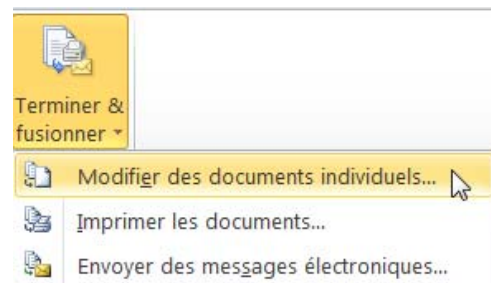 Terminer &
fusionner
Modifier des documents individuels...
Imprimer les documents...
Envoyer des messages électroniques...